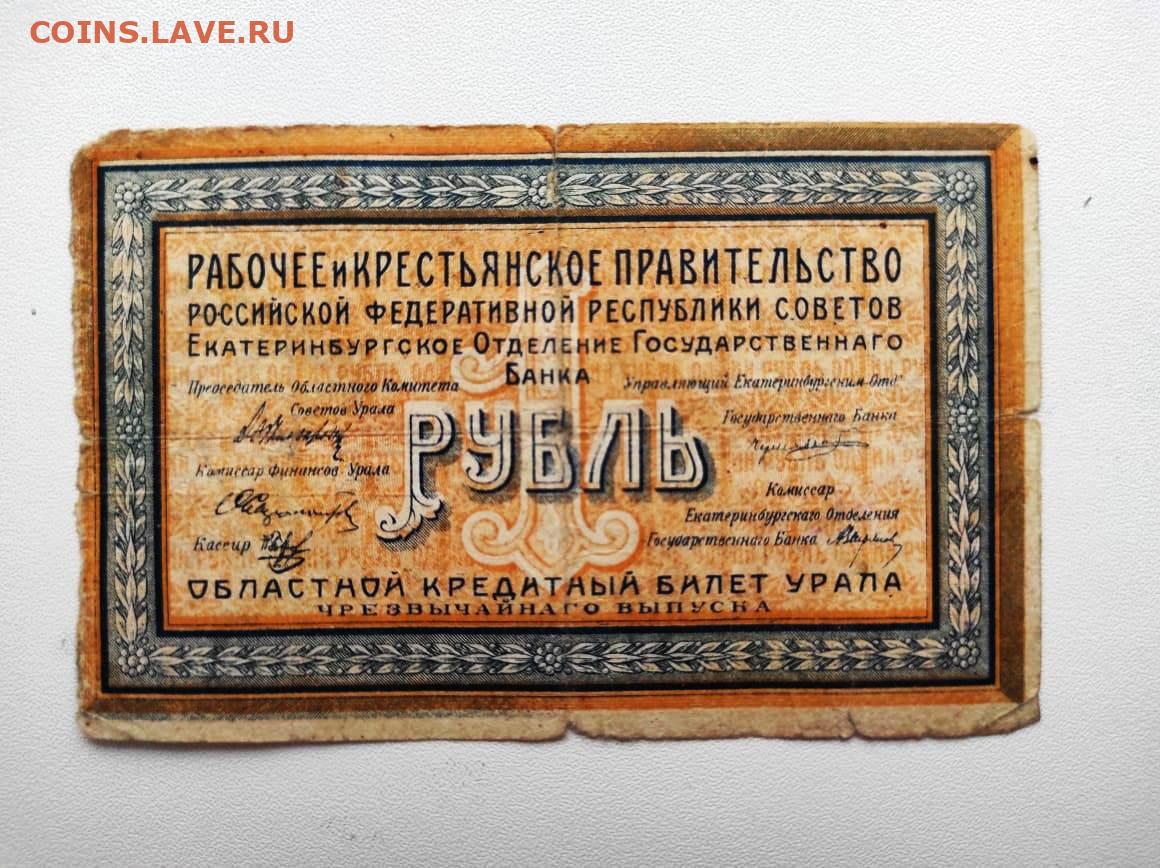 COINS.LAVE.RU
РАБОЧЕЕ и КРЕСТЬЯНСКОЕ ПРАВИТЕЛЬСТВО
РОССИЙСКОЙ ФЕДЕРАТИВНОЙ РЕСПУБЛИКИ СОВЕТОВ
ЕКАТЕРИНБУРГСКОЕ ОТДЕЛЕНИЕ ГОСУДАРСТВЕННАГО
БАНКА
Председатель Областного Комитета
Советов Урала
Управляющий Екатеринбургским Отд.
Государственнаго Банка
1
РУБЛЬ
Комиссар Финансов Урала
Кассир
Комиссар
Екатеринбургскаго Отделения
Государственнаго Банка
ОБЛАСТНОЙ КРЕДИТНЫЙ БИЛЕТ УРАЛА
ЧРЕЗВЫЧАЙНАГО ВЫПУСКА